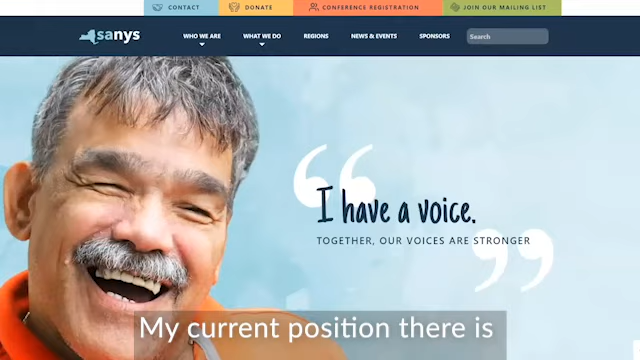 CONTACT
DONATE
CONFERENCE REGISTRATION
JOIN OUR MAILING LIST
sanys
WHO WE ARE
WHAT WE DO
REGIONS
NEWS & EVENTS
SPONSORS
Search
“
I have a voice.
TOGETHER, OUR VOICES ARE STRONGER
”
My current position there is